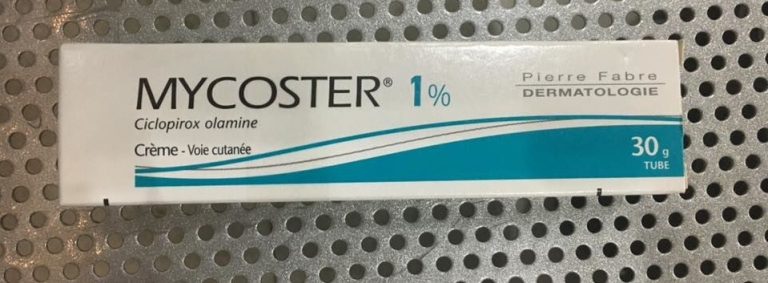 MYCOSTER® 1%
Ciclopirox olamine
Crème - Voie cutanée
Pierre Fabre
DERMATOLOGIE
30 g
TUBE